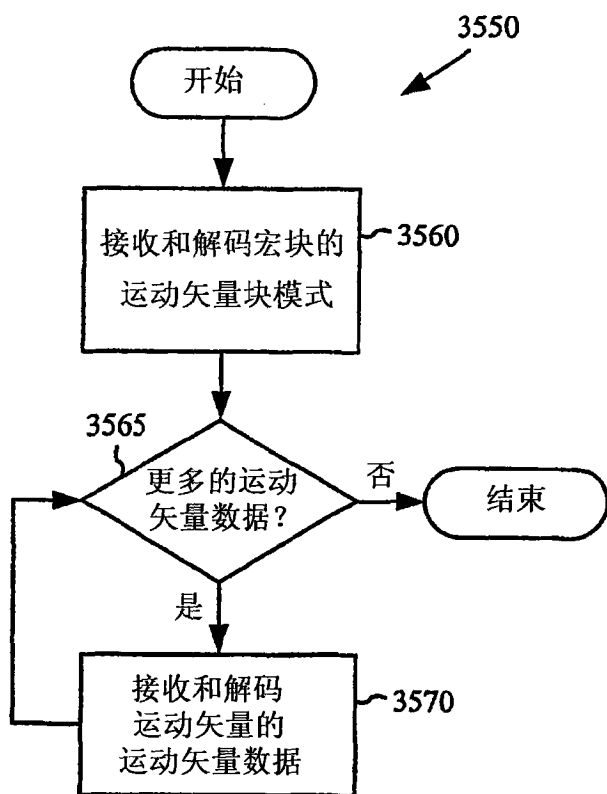 3550
开始
接收和解码宏块的
运动矢量块模式
3560
3565
更多的运动
矢量数据？
否
结束
是
接收和解码
运动矢量的
运动矢量数据
3570